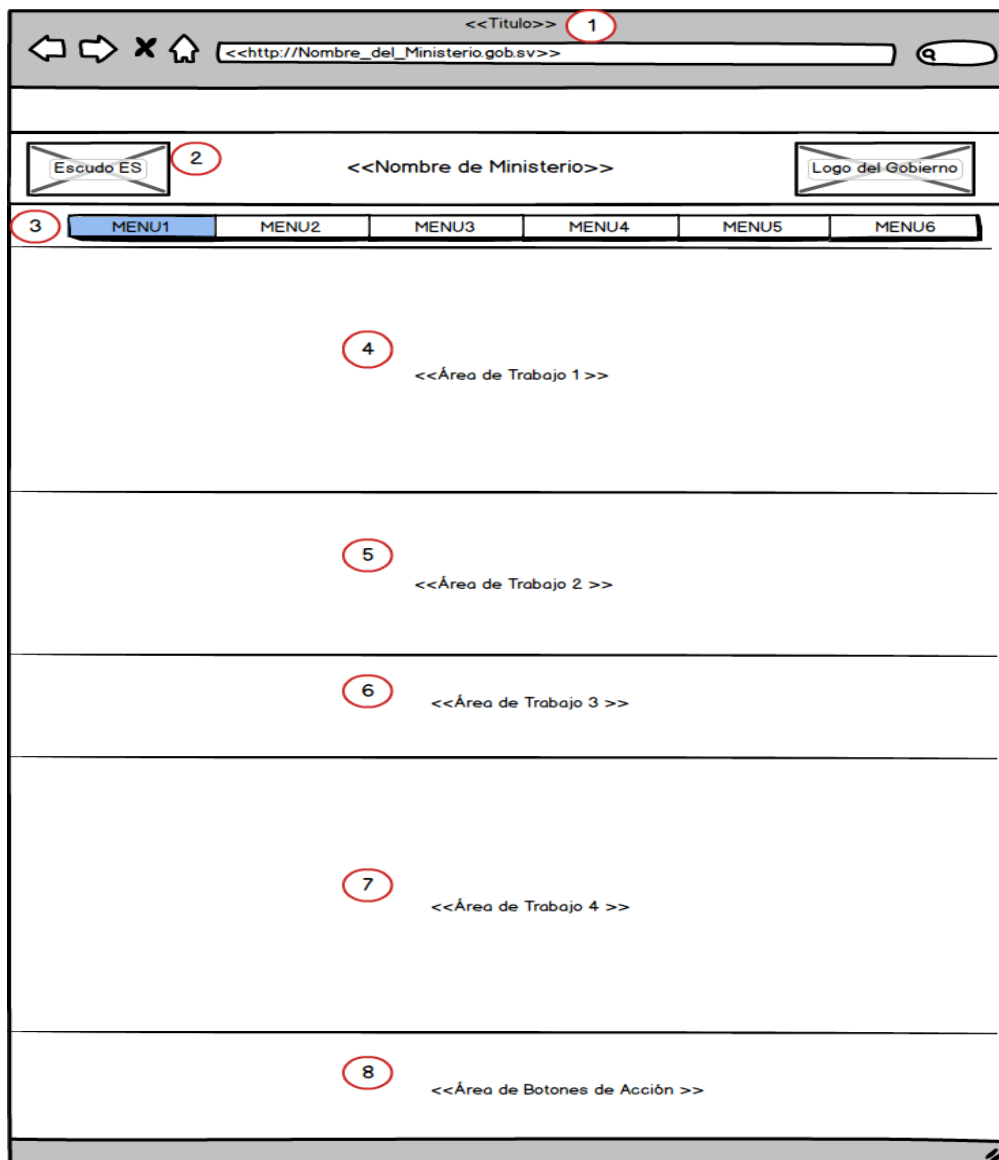 <<Titulo>> 1
<<http://Nombre_del_Ministerio.gob.sv>>
Escudo ES 2 <<Nombre de Ministerio>> Logo del Gobierno
3 MENU1 MENU2 MENU3 MENU4 MENU5 MENU6
4
<<Área de Trabajo 1 >>
5
<<Área de Trabajo 2 >>
6
<<Área de Trabajo 3 >>
7
<<Área de Trabajo 4 >>
8
<<Área de Botones de Acción >>